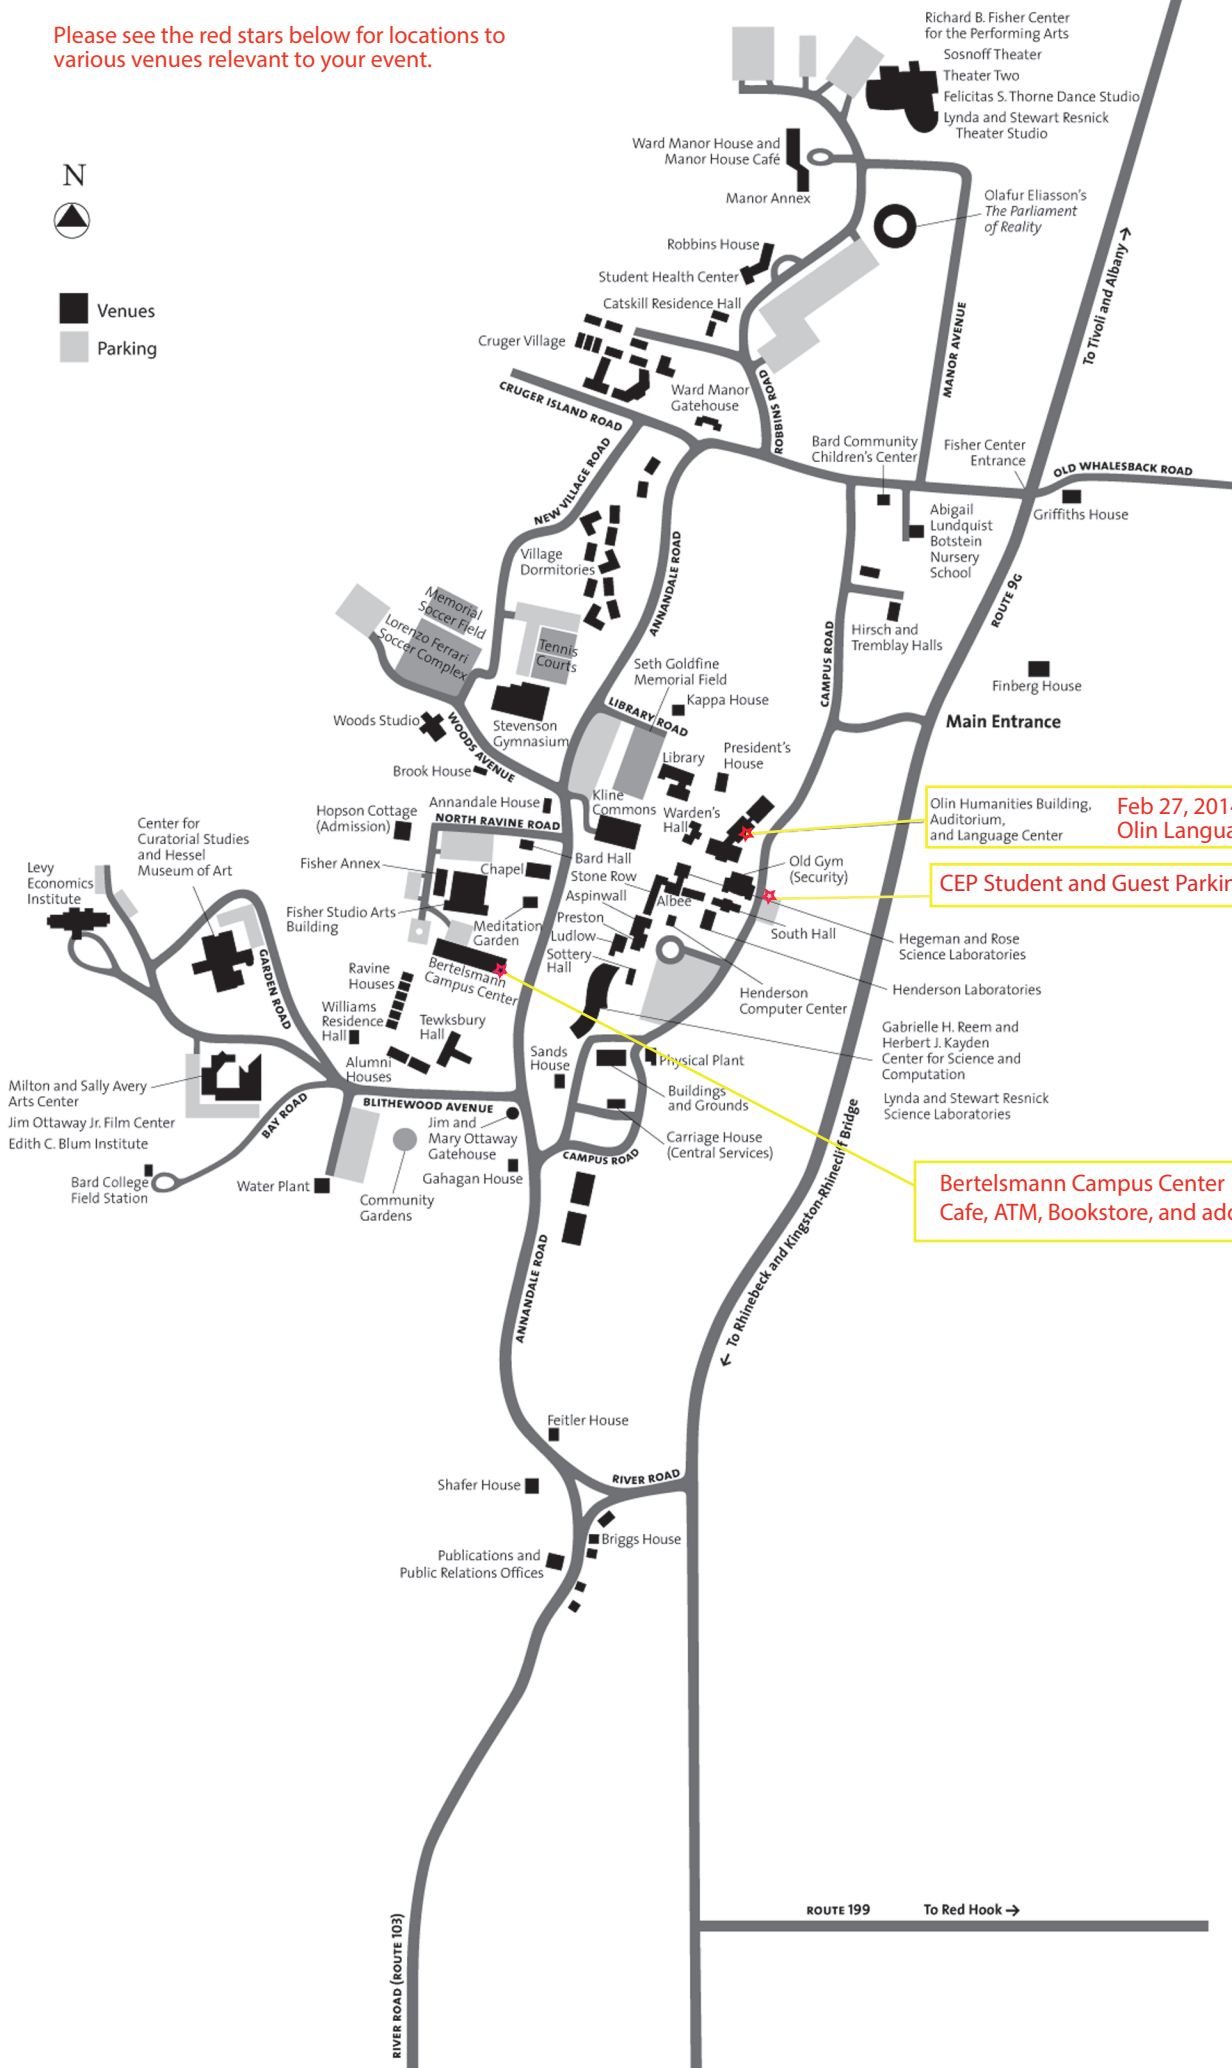 Please see the red stars below for locations to
various venues relevant to your event.
N
Venues
Parking
Richard B. Fisher Center
for the Performing Arts
Sosnoff Theater
Theater Two
Felicitas S. Thorne Dance Studio
Lynda and Stewart Resnick
Theater Studio
Ward Manor House and
Manor House Café
Manor Annex
Olafur Eliasson's
The Parliament
of Reality
To Tivoli and Albany →
Robbins House
Student Health Center
Catskill Residence Hall
Cruger Village
CRUGER ISLAND ROAD
Ward Manor
Gatehouse
ROBBINS ROAD
MANOR AVENUE
Bard Community
Children's Center
Fisher Center
Entrance
OLD WHALESBACK ROAD
Griffiths House
NEW VILLAGE ROAD
Abigail
Lundquist
Botstein
Nursery
School
Village
Dormitories
ANNANDALE ROAD
ROUTE 9G
Memorial
Soccer Field
Lorenzo Ferrari
Soccer Complex
Tennis
Courts
Hirsch and
Tremblay Halls
CAMPUS ROAD
Seth Goldfine
Memorial Field
Kappa House
Finberg House
LIBRARY ROAD
Main Entrance
Woods Studio
WOODS AVENUE
Stevenson
Gymnasium
Library
President's
House
Brook House
Annandale House
Kline
Commons
Warden's
Hall
Olin Humanities Building,
Auditorium,
and Language Center
Feb 27, 201
Olin
Hopson Cottage
(Admission)
NORTH RAVINE ROAD
Center for
Curatorial Studies
and Hessel
Museum of Art
Levy
Economics
Institute
Fisher Annex
Chapel
Bard Hall
Stone Row
Aspinwall
Albee
Old Gym
(Security)
CEP Student and Guest
Fisher Studio Arts
Building
Meditation
Garden
Preston
Ludlow
Sottery
Hall
South Hall
Hegeman and Rose
Science Laboratories
GARDEN ROAD
Bertelsmann
Campus Center
Ravine
Houses
Henderson
Computer Center
Henderson Laboratories
Williams
Residence
Hall
Tewksbury
Hall
Gabrielle H. Reem and
Herbert J. Kayden
Center for Science and
Computation
Lynda and Stewart Resnick
Science Laboratories
Alumni
Houses
Sands
House
Physical Plant
Milton and Sally Avery
Arts Center
Jim Ottaway Jr. Film Center
Edith C. Blum Institute
BAY ROAD
BLITHEWOOD AVENUE
Buildings
and Grounds
Jim and
Mary Ottaway
Gatehouse
Carriage House
(Central Services)
CAMPUS ROAD
Gahagan House
Bard College
Field Station
Water Plant
Community
Gardens
Bertelsmann Campus Center
Cafe, ATM, Bookstore, and
← To Rhinebeck and Kingston-Rhinecliff Bridge
ANNANDALE ROAD
Feitler House
RIVER ROAD
Shafer House
Briggs House
Publications and
Public Relations Offices
ROUTE 199
To Red Hook →
RIVER ROAD (ROUTE 103)